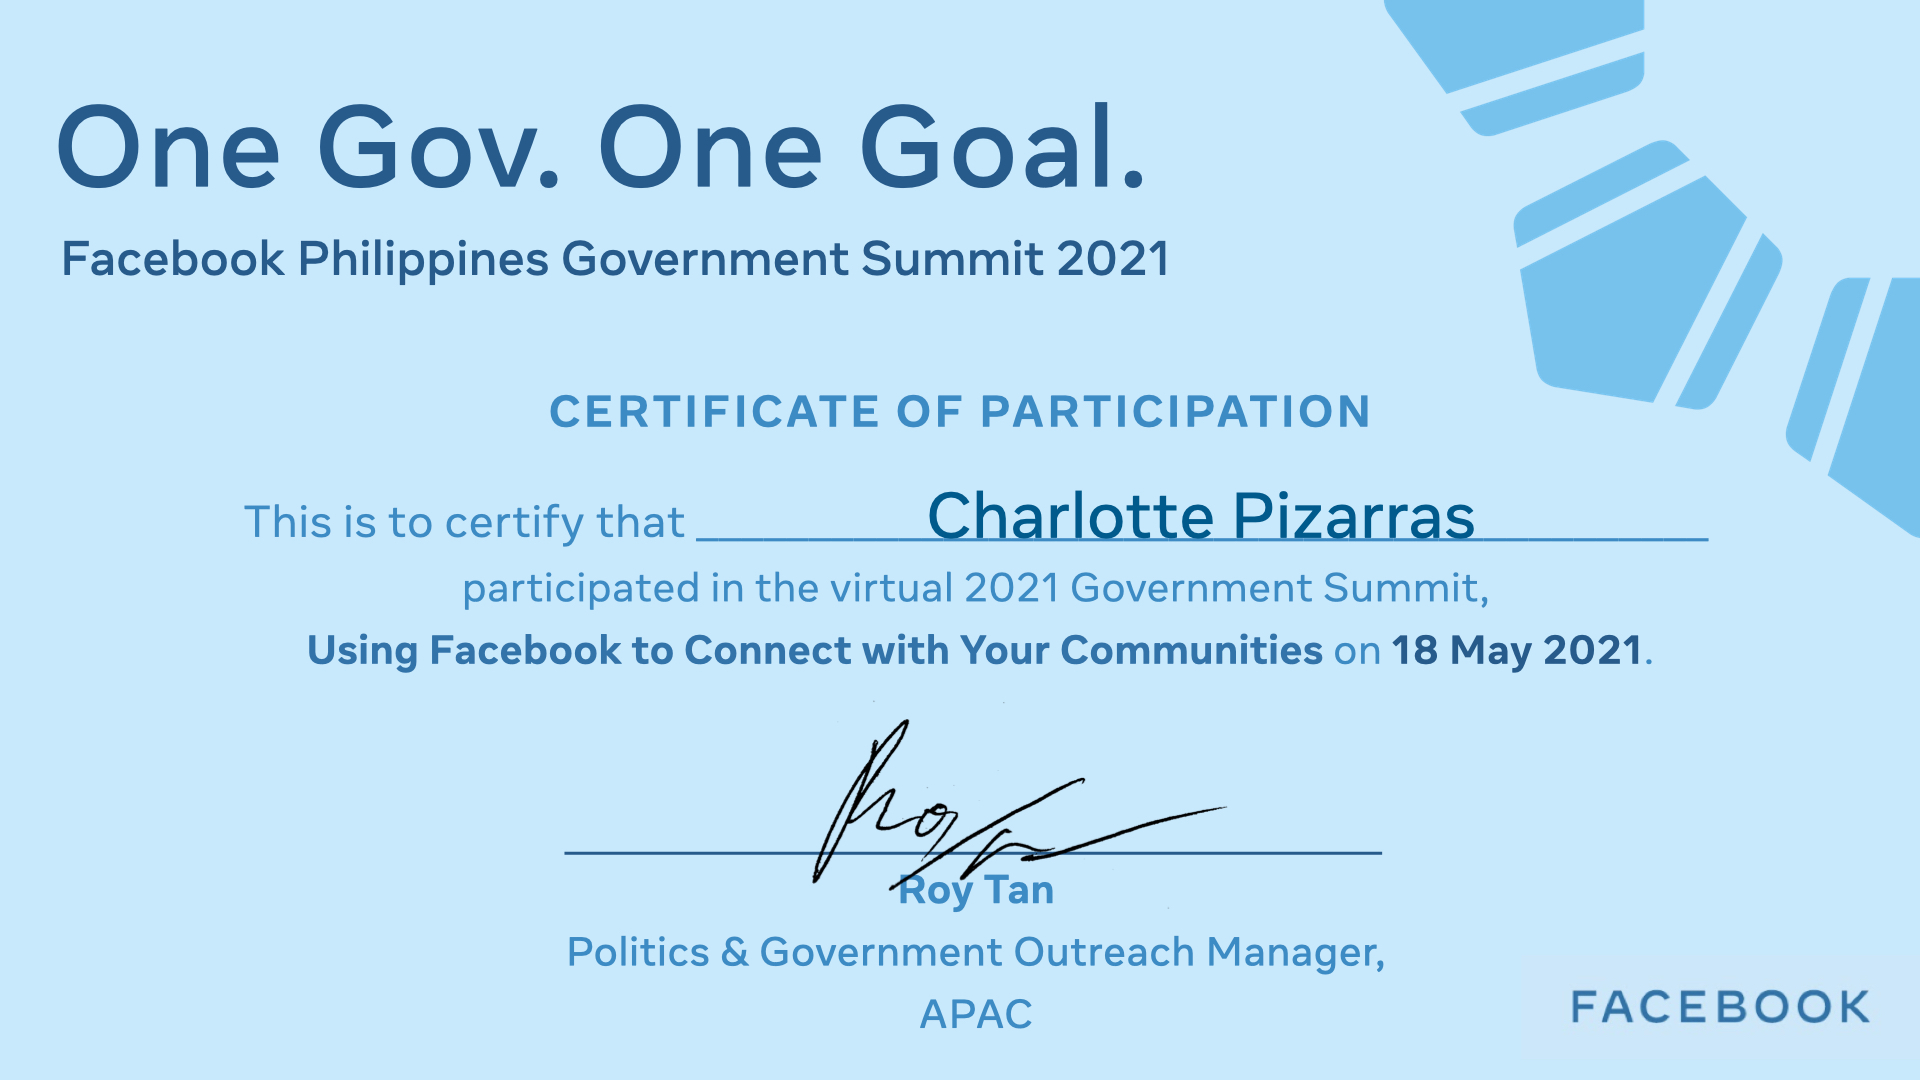 One Gov. One Goal.
Facebook Philippines Government Summit 2021
CERTIFICATE OF PARTICIPATION
This is to certify that Charlotte Pizarras
participated in the virtual 2021 Government Summit,
Using Facebook to Connect with Your Communities on 18 May 2021.
Roy Tan
Politics & Government Outreach Manager,
APAC
FACEBOOK